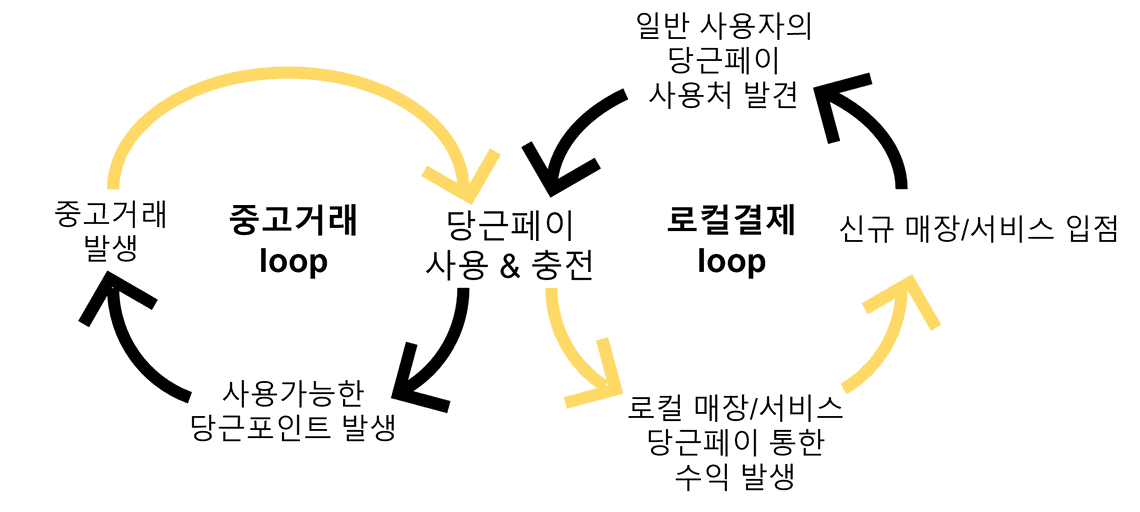 일반 사용자의
당근페이
사용처 발견
중고거래
발생
중고거래
loop
당근페이
사용 & 충전
로컬결제
loop
신규 매장/서비스 입점
사용가능한
당근포인트 발생
로컬 매장/서비스
당근페이 통한
수익 발생